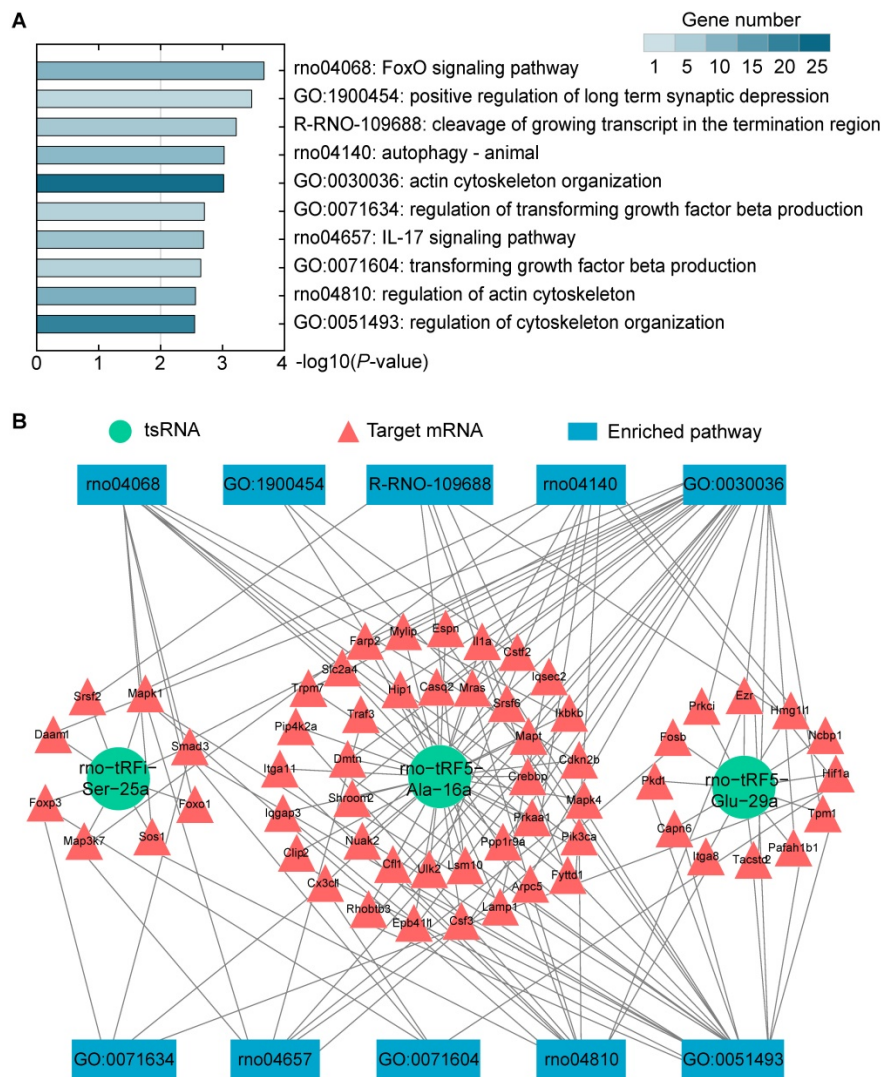 A
Gene number
1 5 10 15 20 25
rno04068: FoxO signaling pathway
GO:1900454: positive regulation of long term synaptic depression
R-RNO-109688: cleavage of growing transcript in the termination region
rno04140: autophagy - animal
GO:0030036: actin cytoskeleton organization
GO:0071634: regulation of transforming growth factor beta production
rno04657: IL-17 signaling pathway
GO:0071604: transforming growth factor beta production
rno04810: regulation of actin cytoskeleton
GO:0051493: regulation of cytoskeleton organization
0 1 2 3 4 -log10(P-value)
B
tsRNA
Target mRNA
Enriched pathway
rno04068
GO:1900454
R-RNO-109688
rno04140
GO:0030036
Srsf2
Mapk1
Daam1
Smad3
rno-tRFi-
Ser-25a
Foxp3
Foxo1
Map3k7
Sos1
Farp2
Mylip
Espn
Il1a
Cstf2
Slc2a4
Iqsec2
Trpm7
Hip1
Casq2
Mras
Srsf6
Ikbkb
Pip4k2a
Traf3
Mapt
Cdkn2b
Itga11
Dmtn
rno-tRF5-
Ala-16a
Crebbp
Mapk4
Iqgap3
Shroom2
Prkaa1
Pik3ca
Clip2
Nuak2
Ppp1r9a
Fyttd1
Cx3cl1
Cfl1
Ulk2
Lsm10
Arpc5
Rhobtb3
Epb41l1
Csf3
Lamp1
Prkci
Ezr
Hmg1l1
Fosb
Ncbp1
Pkd1
rno-tRF5-
Glu-29a
Hif1a
Capn6
Tpm1
Itga8
Tacstd2
Pafah1b1
GO:0071634
rno04657
GO:0071604
rno04810
GO:0051493